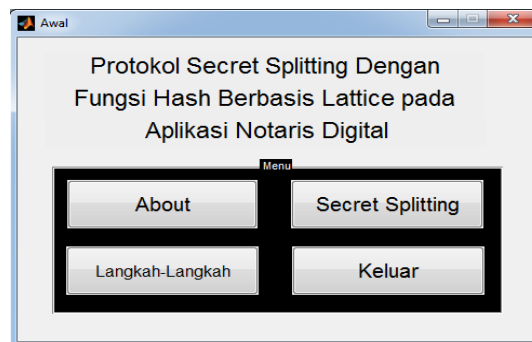 Awal
Protokol Secret Splitting Dengan
Fungsi Hash Berbasis Lattice pada
Aplikasi Notaris Digital
Menu
About
Secret Splitting
Langkah-Langkah
Keluar